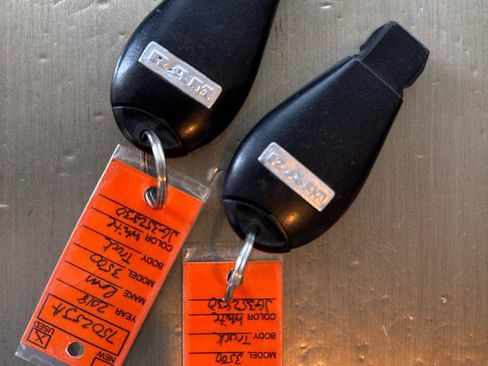 RAM
RAM
NEW
USED
YEAR 2018
MAKE Ram
MODEL 3500
BODY Truck
COLOR White
MODEL 3500
BODY Truck
COLOR White